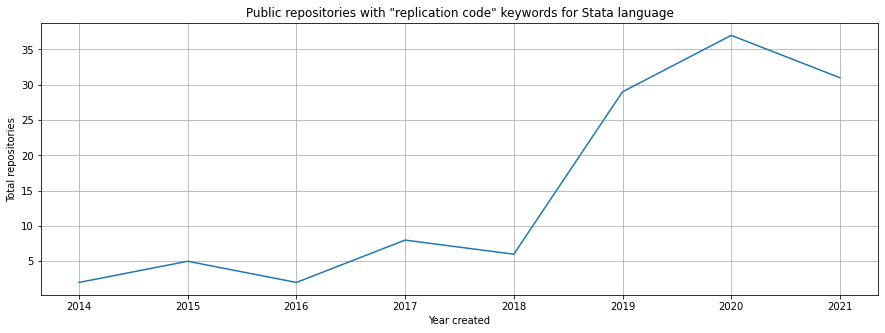 Public repositories with "replication code" keywords for Stata language
Total repositories
35
30
25
20
15
10
5
2014 2015 2016 2017 2018 2019 2020 2021
Year created